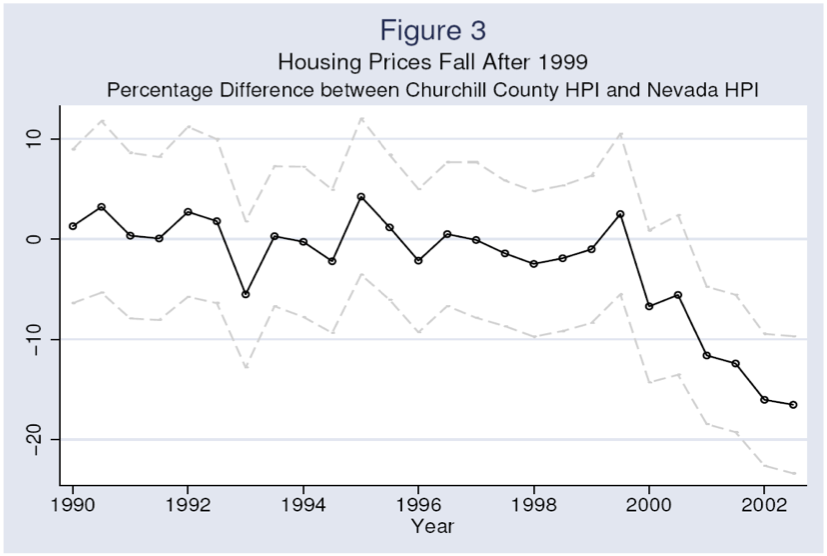 Figure 3
Housing Prices Fall After 1999
Percentage Difference between Churchill County HPI and Nevada HPI
10
0
−10
−20
1990 1992 1994 1996 1998 2000 2002
Year